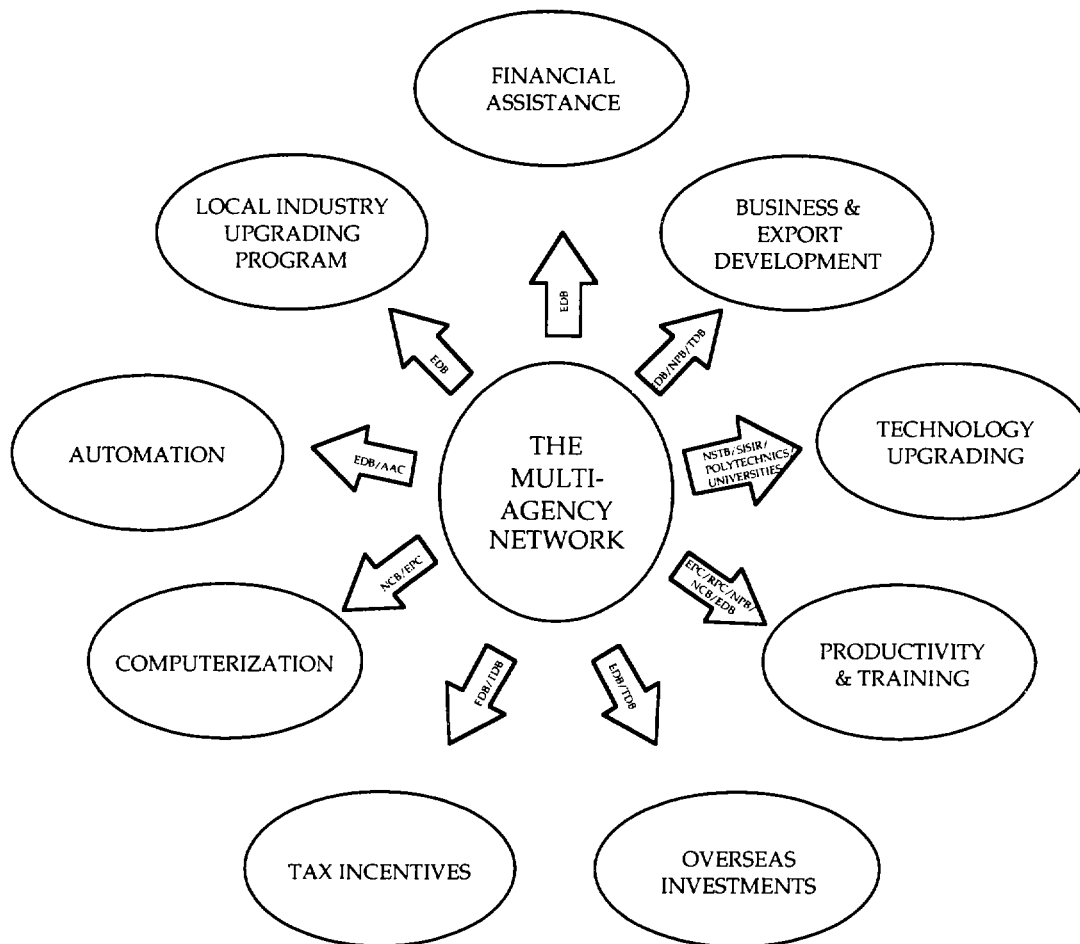 FINANCIAL
ASSISTANCE
LOCAL INDUSTRY
UPGRADING
PROGRAM
BUSINESS &
EXPORT
DEVELOPMENT
EDB
EDB
EDB/NPB/TDB
AUTOMATION
EDB/AAC
THE
MULTI-
AGENCY
NETWORK
NSTB/SISIR/
POLYTECHNICS/
UNIVERSITIES
TECHNOLOGY
UPGRADING
COMPUTERIZATION
NCB/EPC
EPC/RPC/NPB/
NCB/EDB
PRODUCTIVITY
& TRAINING
EDB/TDB
EDB/TDB
TAX INCENTIVES
OVERSEAS
INVESTMENTS